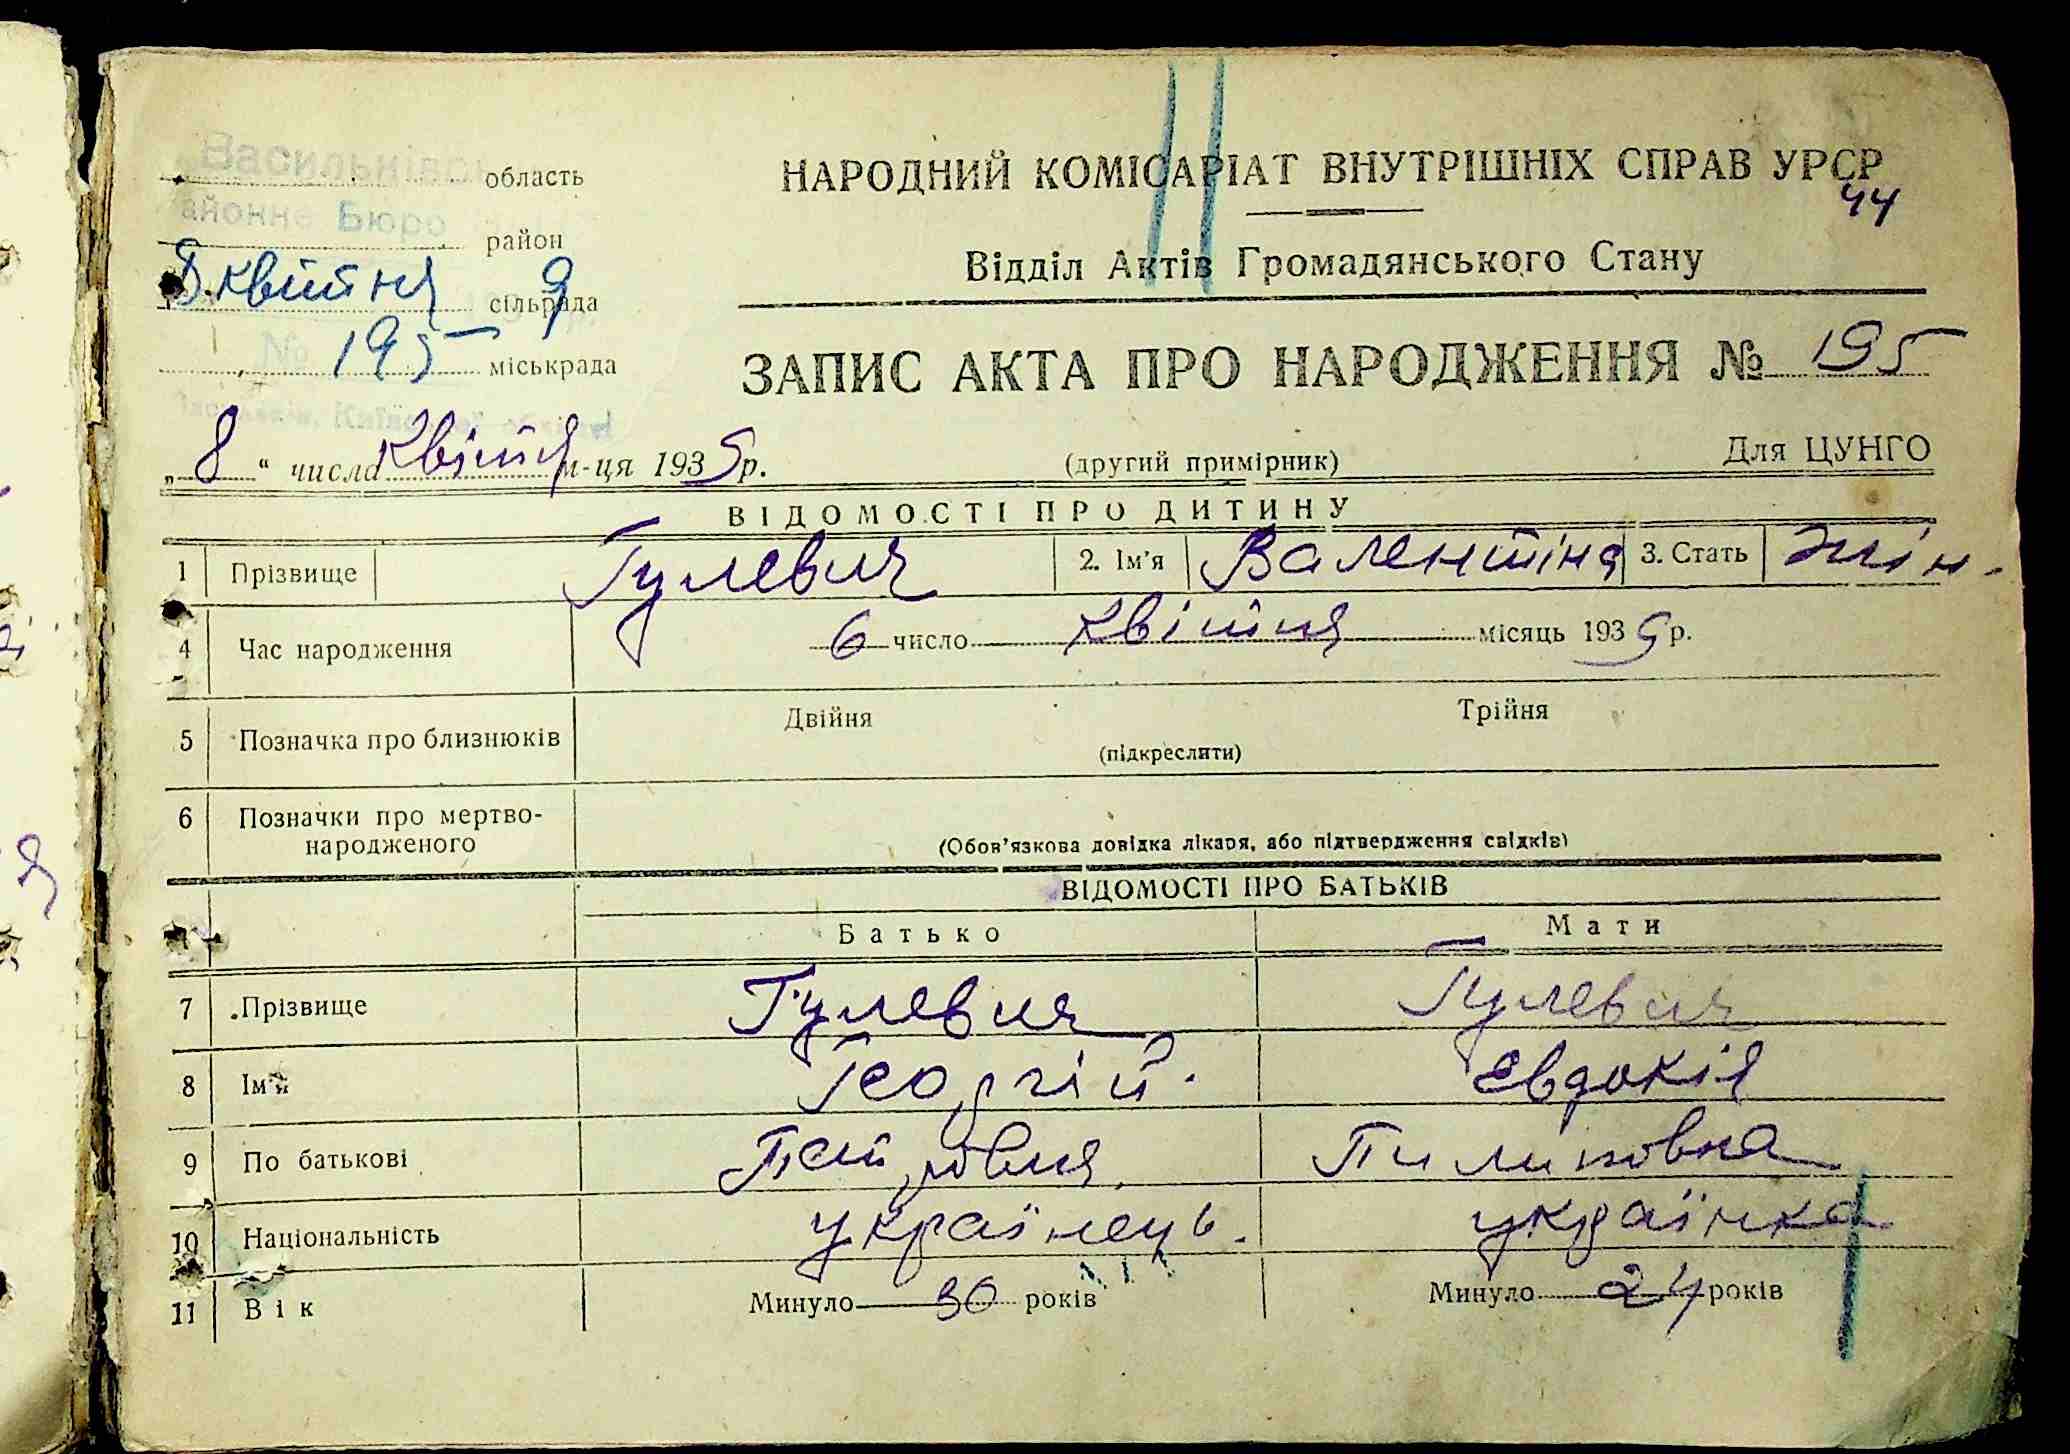 Васильківс
область
НАРОДНИЙ КОМІСАРІАТ ВНУТРІШНІХ СПРАВ УРСР
44
айонне Бюро
район
Відділ Актів Громадянського Стану
8 квітня 9
сільрада
№ 195
міськрада
ЗАПИС АКТА ПРО НАРОДЖЕННЯ № 195
„ 8 “ числа квітня м-ця 1939 р.
(другий примірник)
Для ЦУНГО
ВІДОМОСТІ ПРО ДИТИНУ
1 Прізвище Гулевич 2. Ім'я Валентіна 3. Стать жін.
4 Час народження 6 число квітня місяць 1939 р.
5 Позначка про близнюків Двійня Трійня
(підкреслити)
6 Позначки про мертво-
народженого
(Обов'язкова довідка лікаря, або підтвердження свідків)
ВІДОМОСТІ ПРО БАТЬКІВ
Батько Мати
7 Прізвище Гулевич Гулевич
8 Ім'я Георгій. Евдокія
9 По батькові Пилиповна
10 Національність українець. українка
11 Вік Минуло 30 років Минуло 24 років